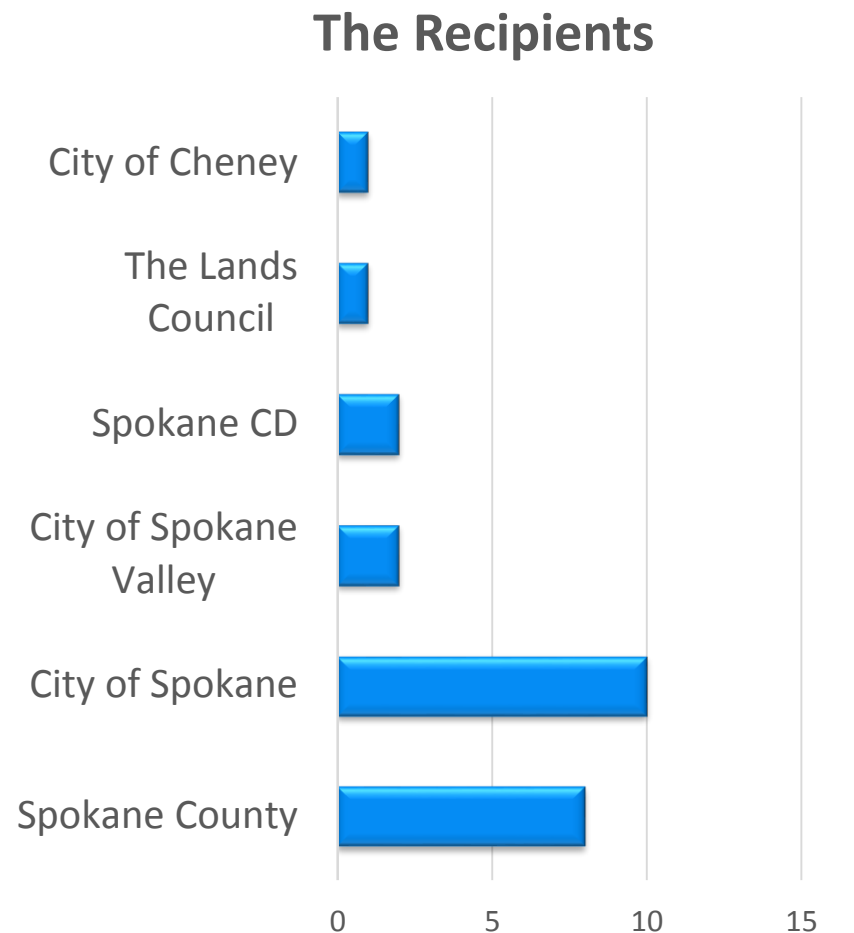 The Recipients
City of Cheney
The Lands
Council
Spokane CD
City of Spokane
Valley
City of Spokane
Spokane County
0 5 10 15